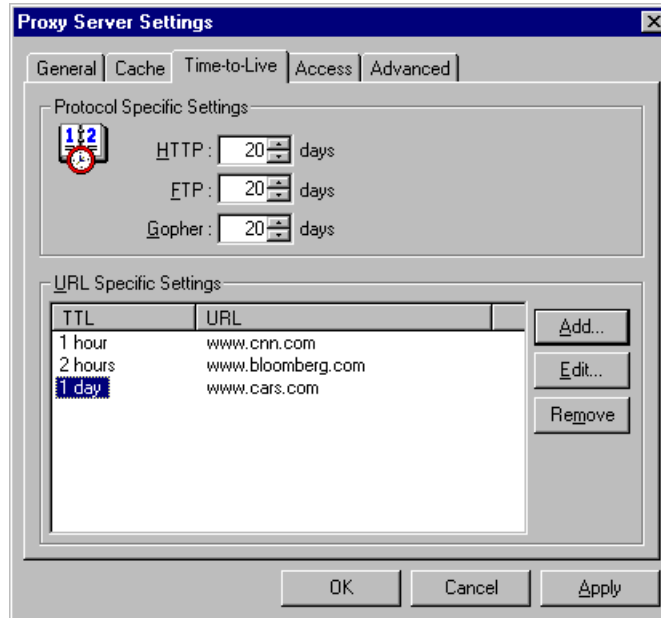 Proxy Server Settings
General Cache Time-to-Live Access Advanced
Protocol Specific Settings
HTTP : 20 days
FTP : 20 days
Gopher : 20 days
URL Specific Settings
TTL URL
1 hour www.cnn.com
2 hours www.bloomberg.com
1 day www.cars.com
Add...
Edit...
Remove
OK Cancel Apply